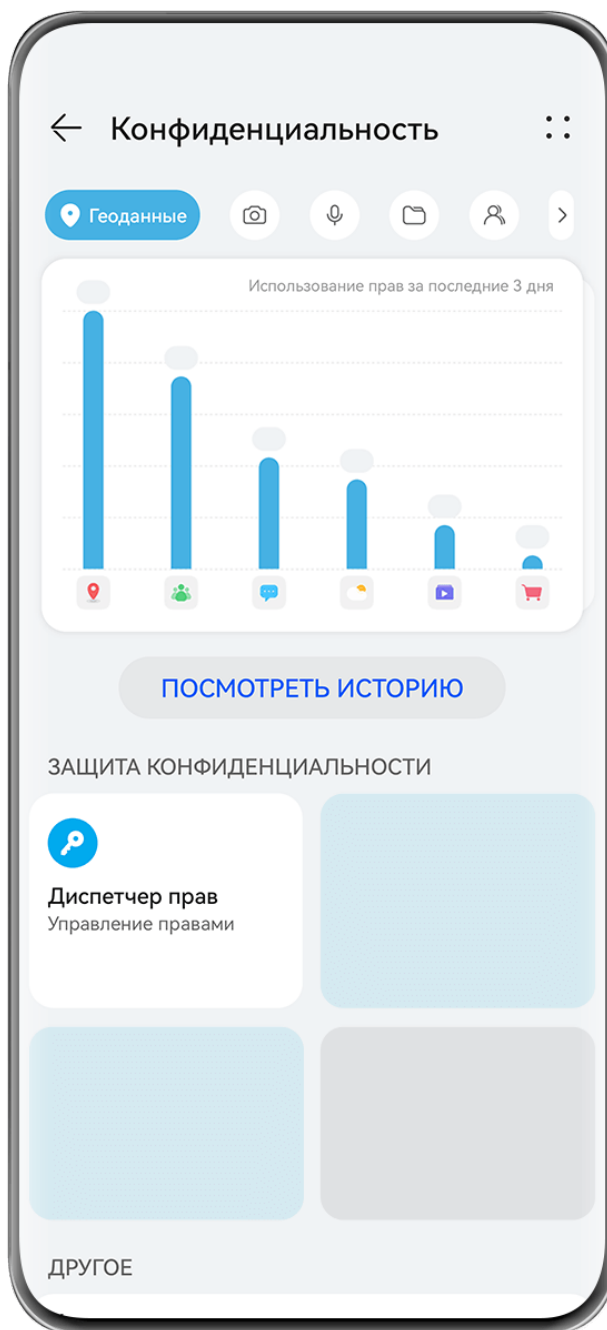 Конфиденциальность
Геоданные
Использование прав за последние 3 дня
ПОСМОТРЕТЬ ИСТОРИЮ
ЗАЩИТА КОНФИДЕНЦИАЛЬНОСТИ
Диспетчер прав
Управление правами
ДРУГОЕ